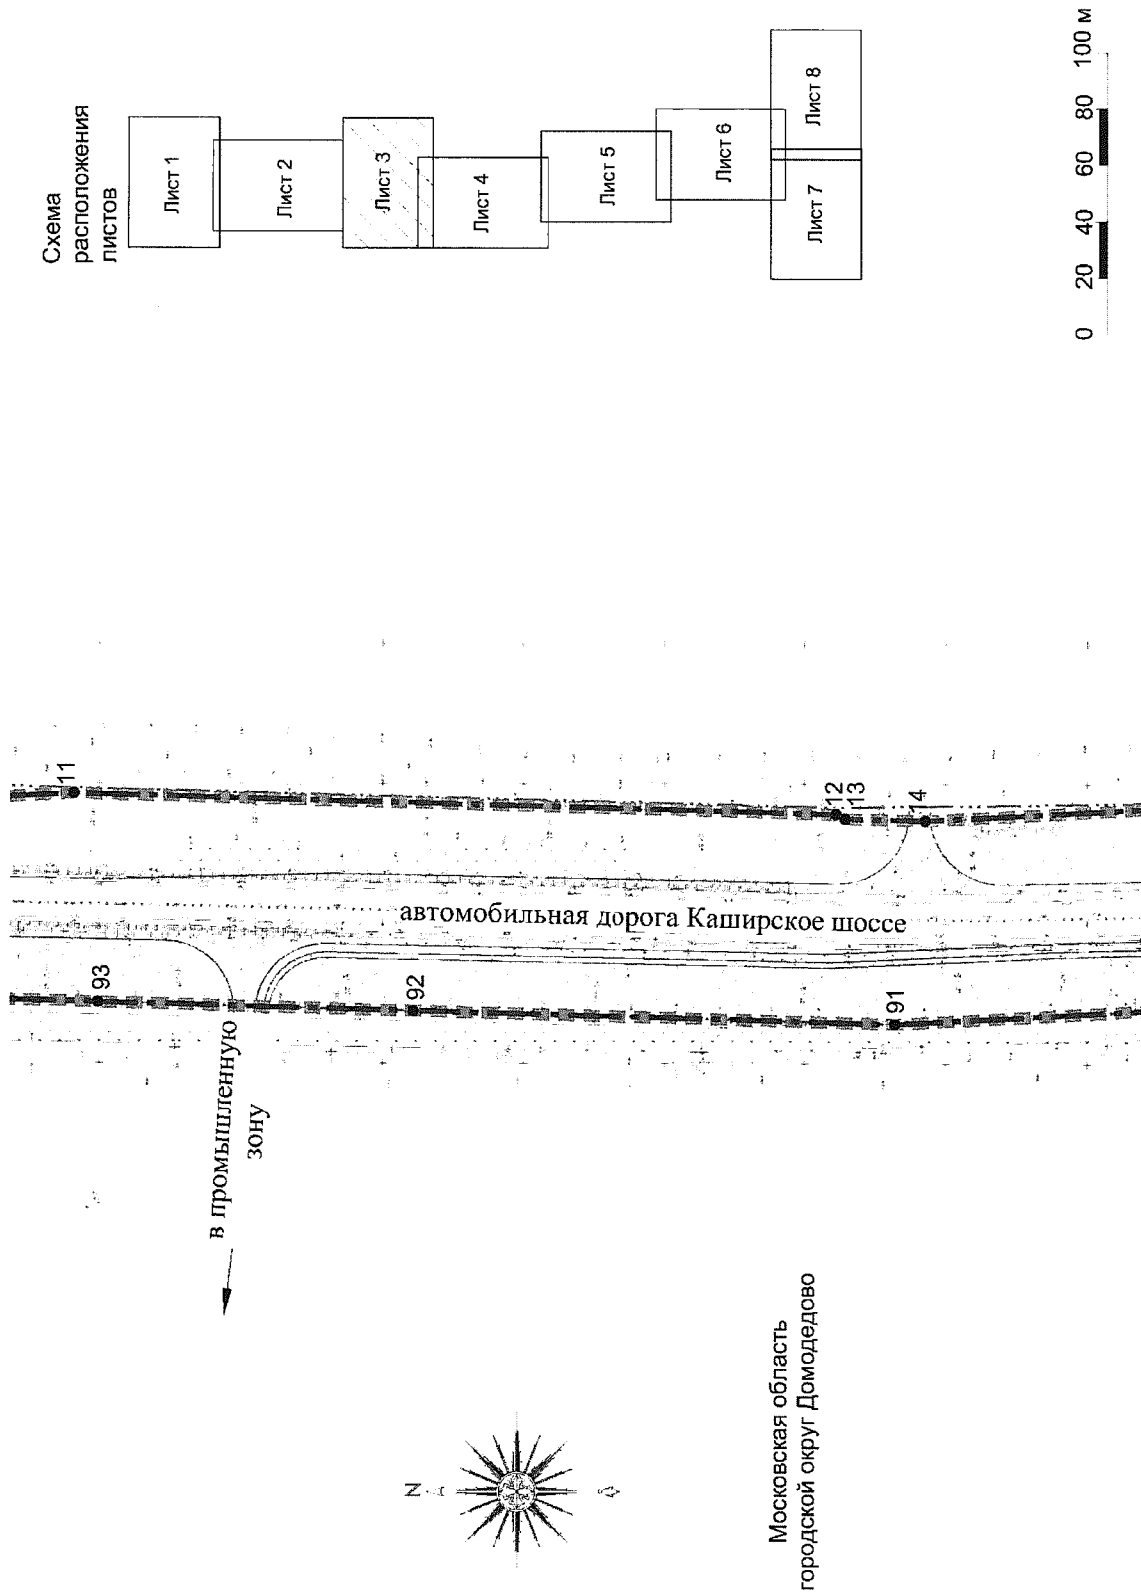 Схема
расположения
листов
Лист 1
Лист 2
Лист 3
Лист 4
Лист 5
Лист 6
Лист 7
Лист 8
0 20 40 60 80 100 м
11
12
13
14
автомобильная дорога Каширское шоссе
93
92
91
в промышленную
зону
N
Московская область
городской округ Домодедово